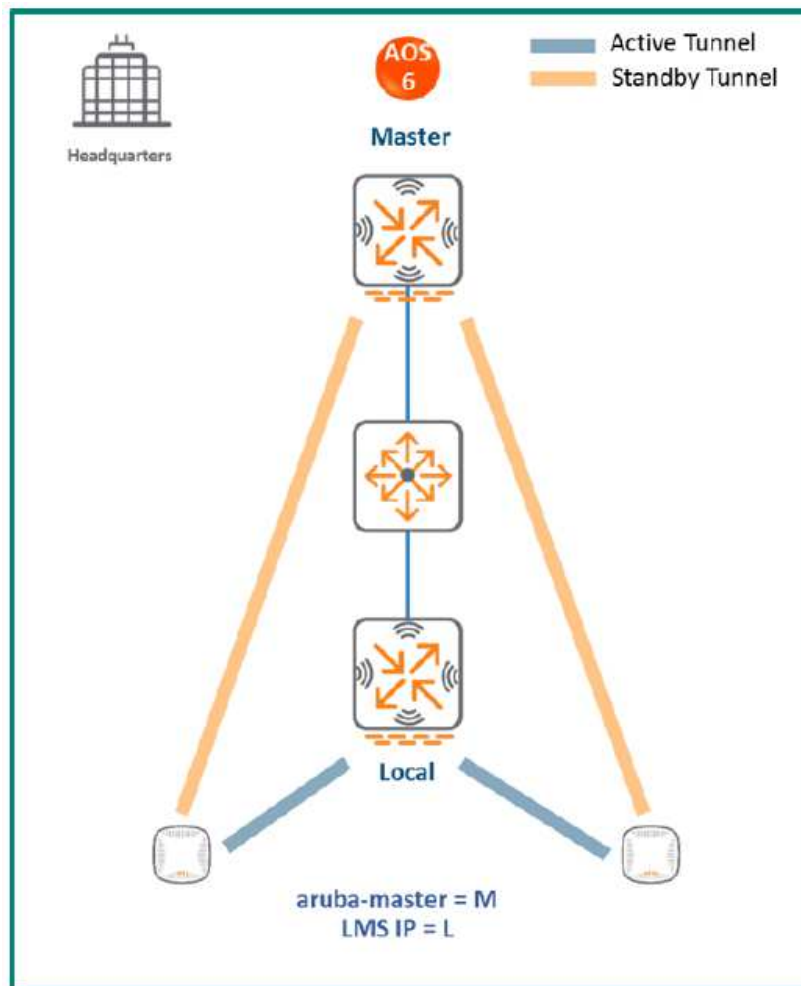 Headquarters
AOS
6
Active Tunnel
Standby Tunnel
Master
Local
aruba-master = M
LMS IP = L